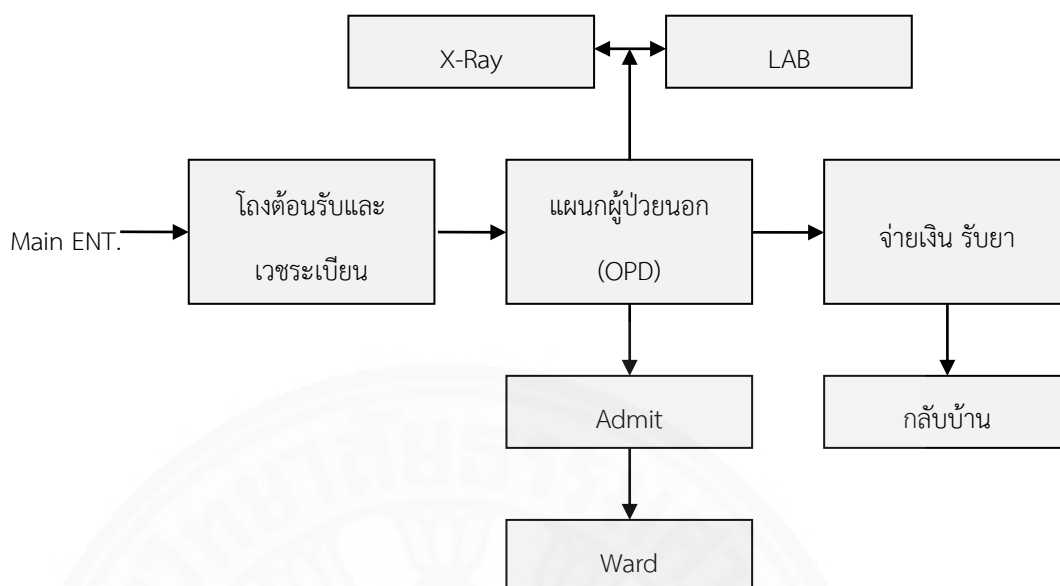 X-Ray
LAB
Main ENT.
โถงต้อนรับและ
เวชระเบียน
แผนกผู้ป่วยนอก
(OPD)
จ่ายเงิน รับยา
Admit
กลับบ้าน
Ward